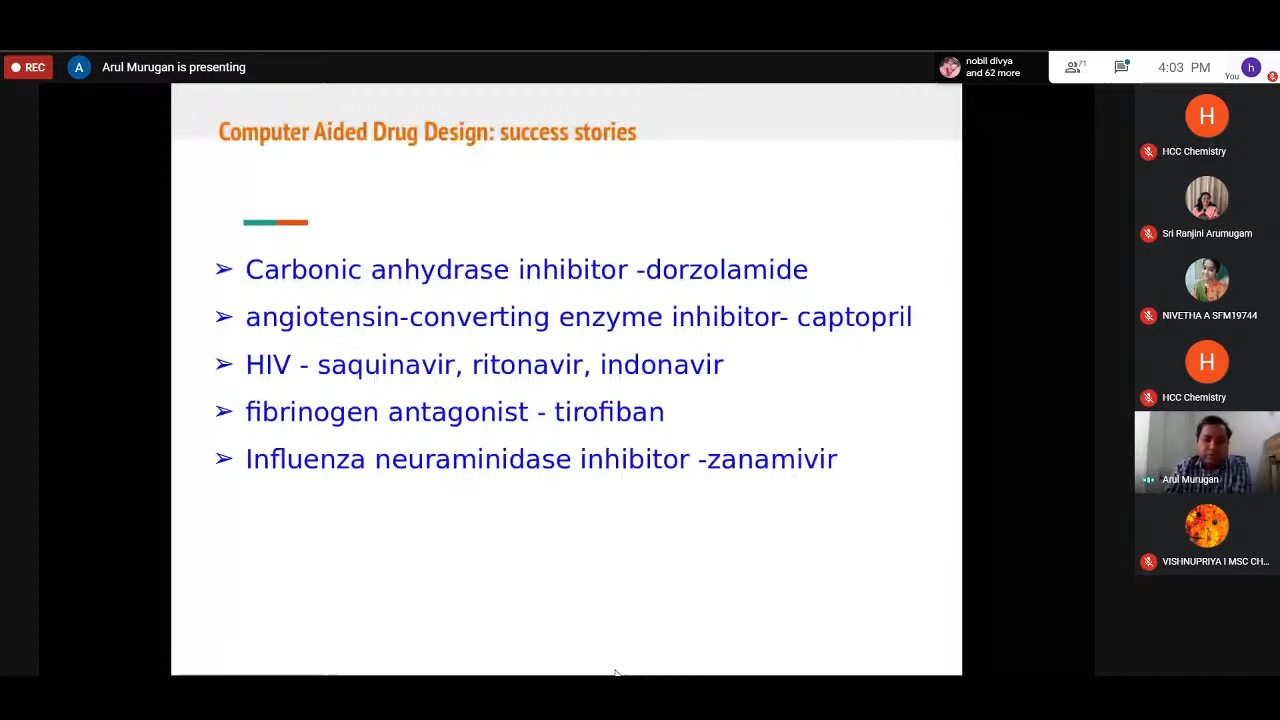 REC
A
Arul Murugan is presenting
nobil divya
and 62 more
71
4:03 PM
You
h
Computer Aided Drug Design: success stories
➢ Carbonic anhydrase inhibitor -dorzolamide
➢ angiotensin-converting enzyme inhibitor- captopril
➢ HIV - saquinavir, ritonavir, indonavir
➢ fibrinogen antagonist - tirofiban
➢ Influenza neuraminidase inhibitor -zanamivir
H
HCC Chemistry
Sri Ranjini Arumugam
NIVETHA A SFM19744
H
HCC Chemistry
Arul Murugan
VISHNUPRIYA I MSC CH...